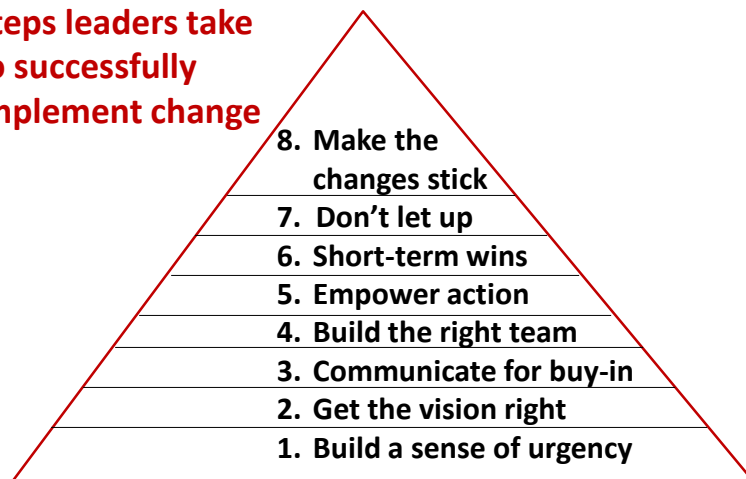 teps leaders take
o successfully
nplement change
8. Make the
changes stick
7. Don't let up
6. Short-term wins
5. Empower action
4. Build the right team
3. Communicate for buy-in
2. Get the vision right
1. Build a sense of urgency